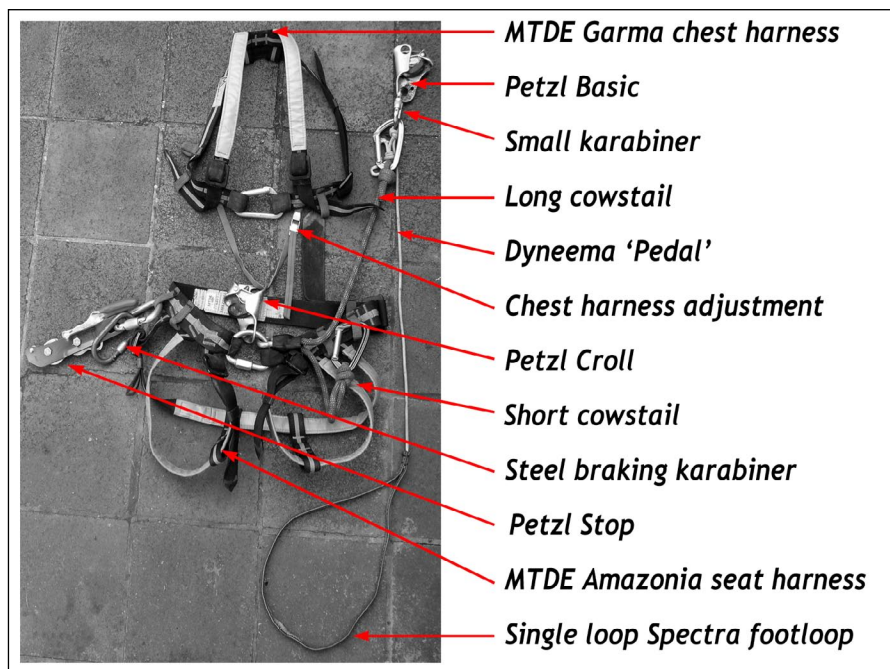 MTDE Garma chest harness
Petzl Basic
Small karabiner
Long cowstail
Dyneema ‘Pedal’
Chest harness adjustment
Petzl Croll
Short cowstail
Steel braking karabiner
Petzl Stop
MTDE Amazonia seat harness
Single loop Spectra footloop